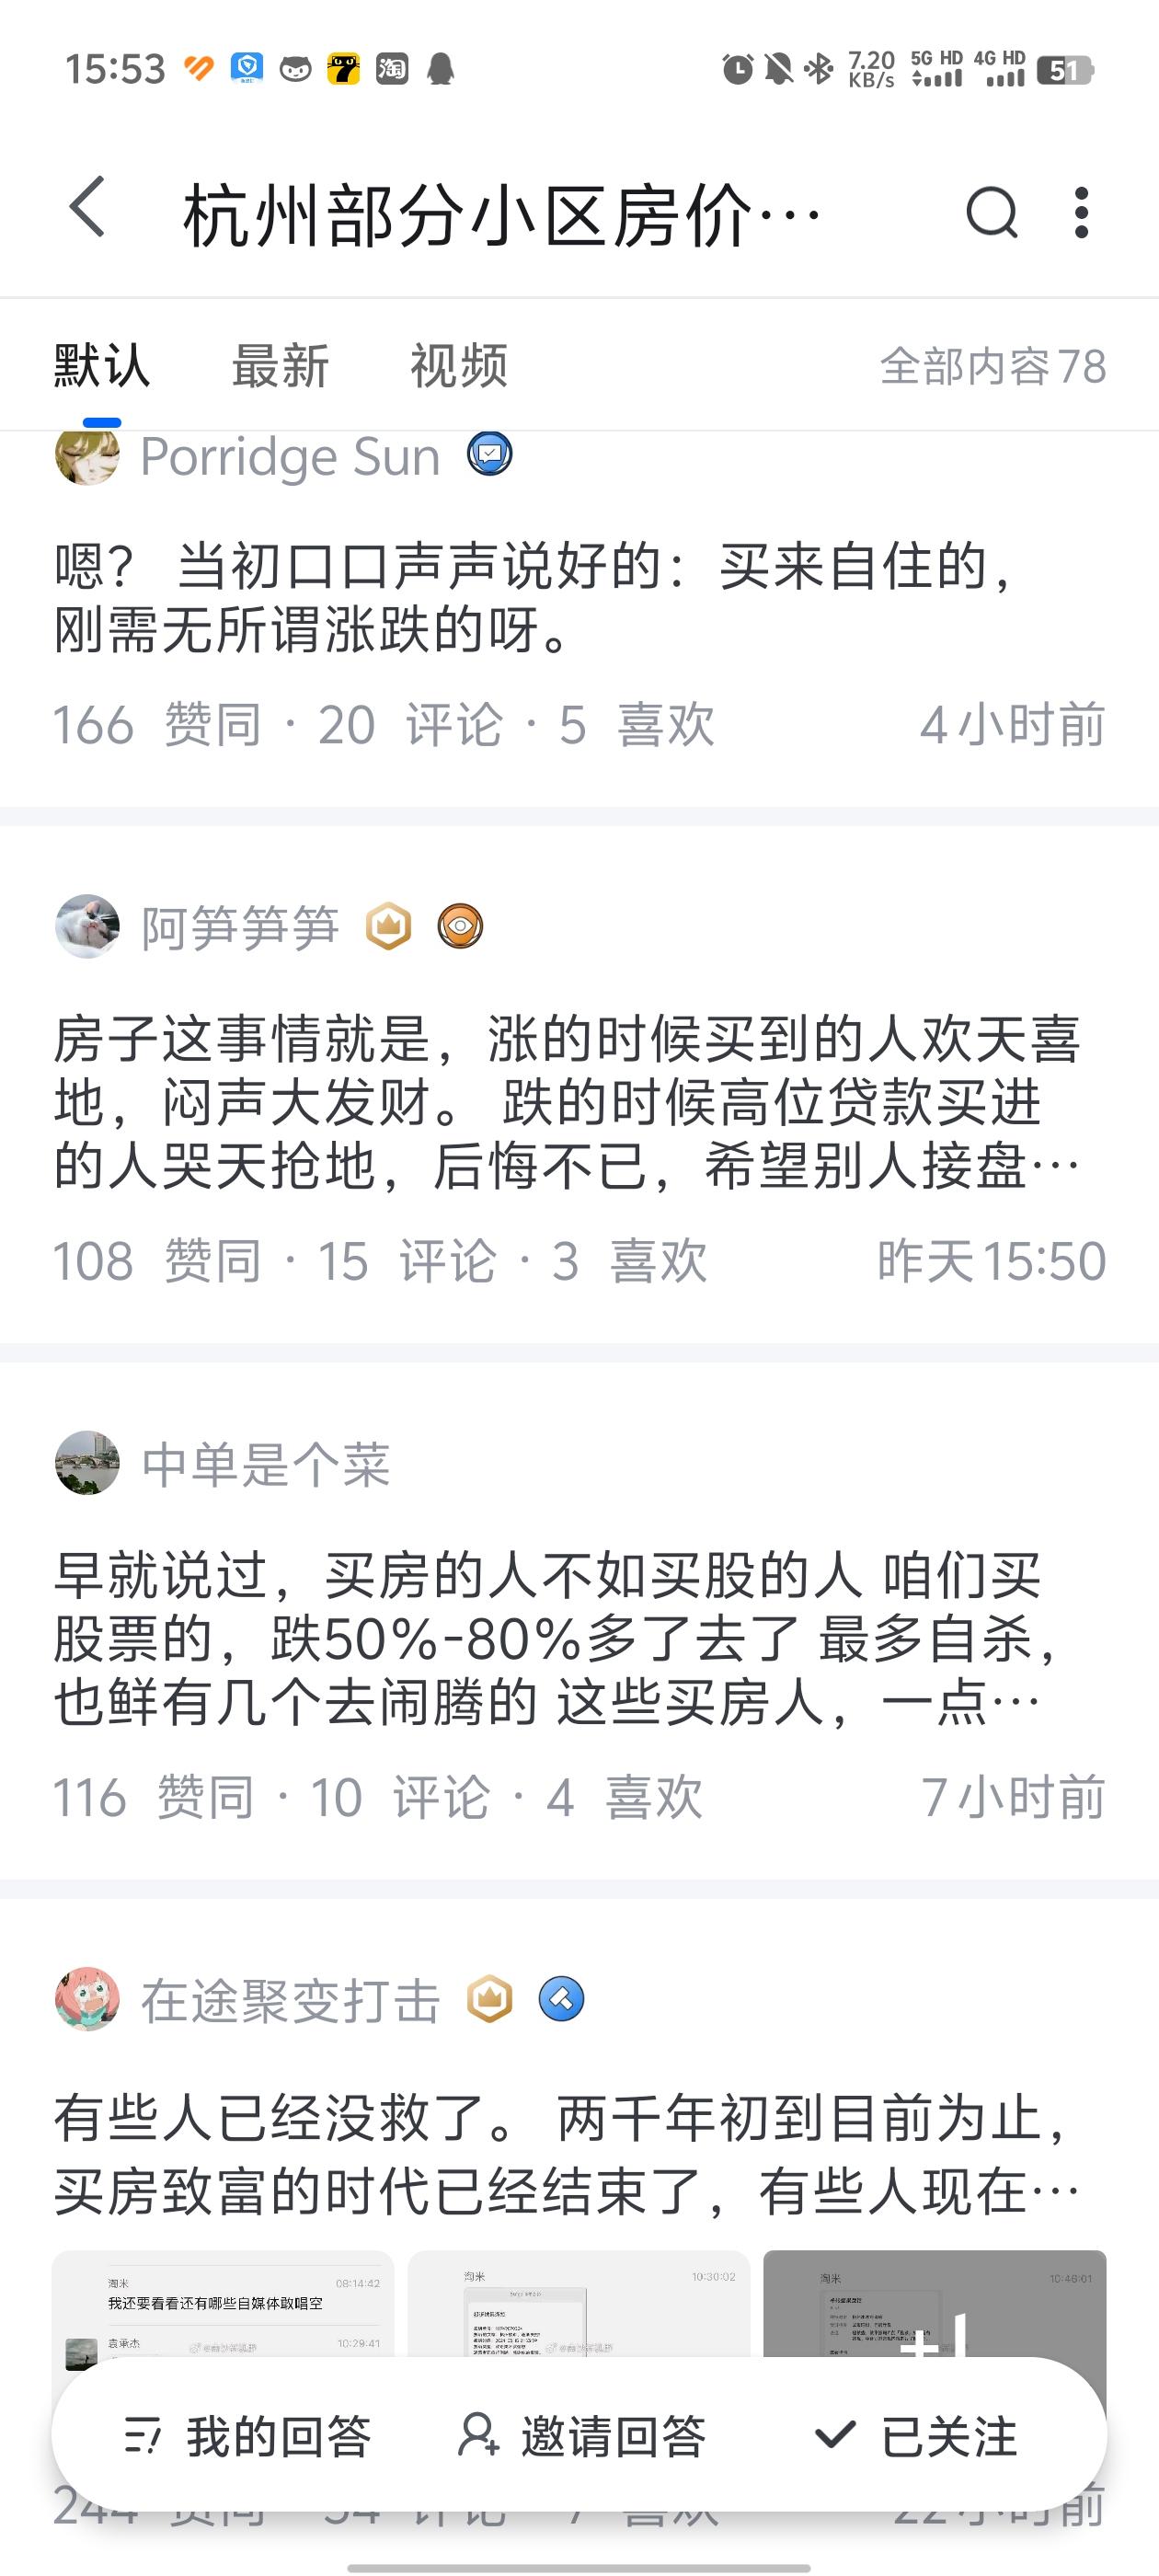 15:53
7.20 KB/s
5G HD
4G HD
51
杭州部分小区房价…
默认 最新 视频 全部内容78
Porridge Sun
嗯？ 当初口口声声说好的：买来自住的，
刚需无所谓涨跌的呀。
166 赞同 · 20 评论 · 5 喜欢 4小时前
阿笋笋笋
房子这事情就是，涨的时候买到的人欢天喜
地，闷声大发财。 跌的时候高位贷款买进
的人哭天抢地，后悔不已，希望别人接盘…
108 赞同 · 15 评论 · 3 喜欢 昨天15:50
中单是个菜
早就说过，买房的人不如买股的人 咱们买
股票的，跌50%-80%多了去了 最多自杀，
也鲜有几个去闹腾的 这些买房人，一点…
116 赞同 · 10 评论 · 4 喜欢 7小时前
在途聚变打击
有些人已经没救了。 两千年初到目前为止，
买房致富的时代已经结束了，有些人现在…
淘米 08:14:42
我还要看看还有哪些自媒体敢唱空
袁承杰 10:29:41
淘米 10:30:02
淘米 10:46:01
+1
我的回答 邀请回答 已关注
244 赞同 · 54 评论 · 7 喜欢 22小时前